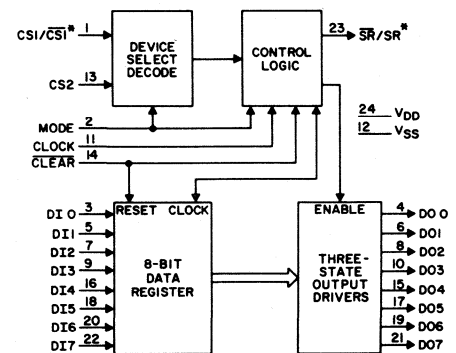 CS1/CS1* 1
CS2 13
MODE 2
CLOCK 11
CLEAR 14
DEVICE
SELECT
DECODE
CONTROL
LOGIC
23 SR/SR*
24 VDD
12 VSS
DI 0 3
DI1 5
DI2 7
DI3 9
DI4 16
DI5 18
DI6 20
DI7 22
RESET CLOCK
8-BIT
DATA
REGISTER
ENABLE
THREE-
STATE
OUTPUT
DRIVERS
4 DO 0
6 DO1
8 DO2
10 DO3
15 DO4
17 DO5
19 DO6
21 DO7